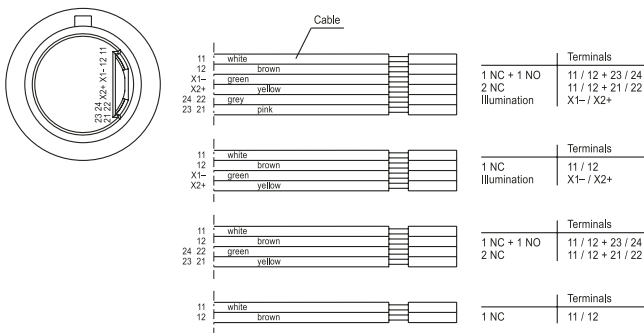 Cable
11 12 X1– X2+ 23 24
21 22
11 white
12 brown
X1– green
X2+ yellow
24 22 grey
23 21 pink
Terminals
1 NC + 1 NO 11 / 12 + 23 / 24
2 NC 11 / 12 + 21 / 22
Illumination X1– / X2+
11 white
12 brown
X1– green
X2+ yellow
Terminals
1 NC 11 / 12
Illumination X1– / X2+
11 white
12 brown
24 22 green
23 21 yellow
Terminals
1 NC + 1 NO 11 / 12 + 23 / 24
2 NC 11 / 12 + 21 / 22
11 white
12 brown
Terminals
1 NC 11 / 12